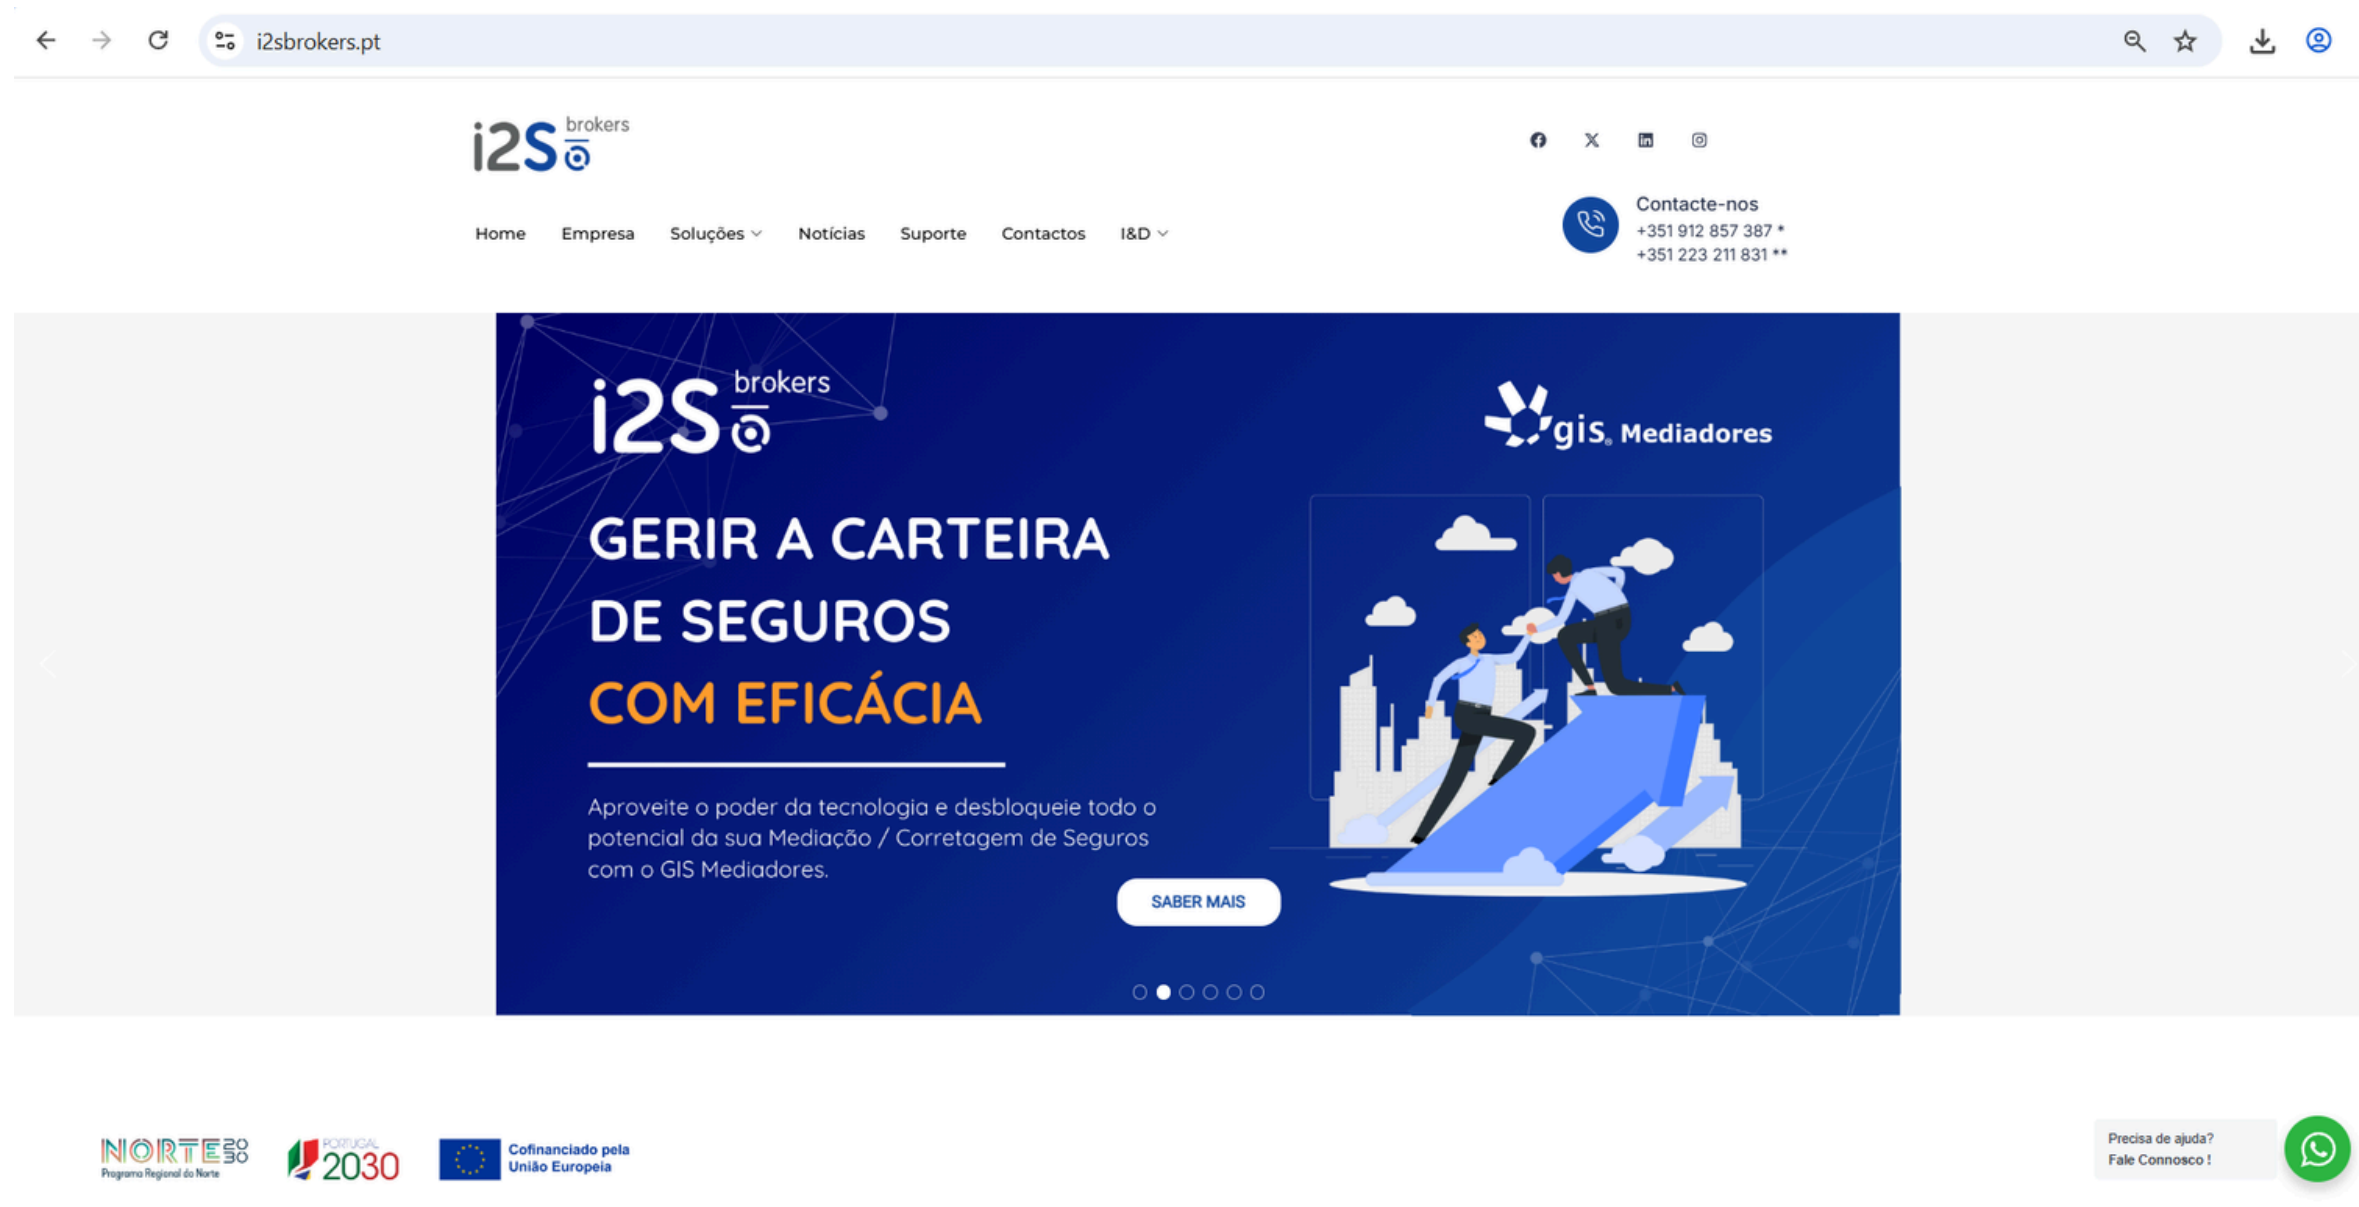 i2sbrokers.pt
i2S brokers
Home Empresa Soluções Notícias Suporte Contactos I&D
Contacte-nos
+351 912 857 387 *
+351 223 211 831 **
i2S brokers
gis® Mediadores
GERIR A CARTEIRA
DE SEGUROS
COM EFICÁCIA
Aproveite o poder da tecnologia e desbloqueie todo o
potencial da sua Mediação / Corretagem de Seguros
com o GIS Mediadores.
SABER MAIS
NORTE 2030
Programa Regional do Norte
PORTUGAL
2030
Cofinanciado pela
União Europeia
Precisa de ajuda?
Fale Connosco !